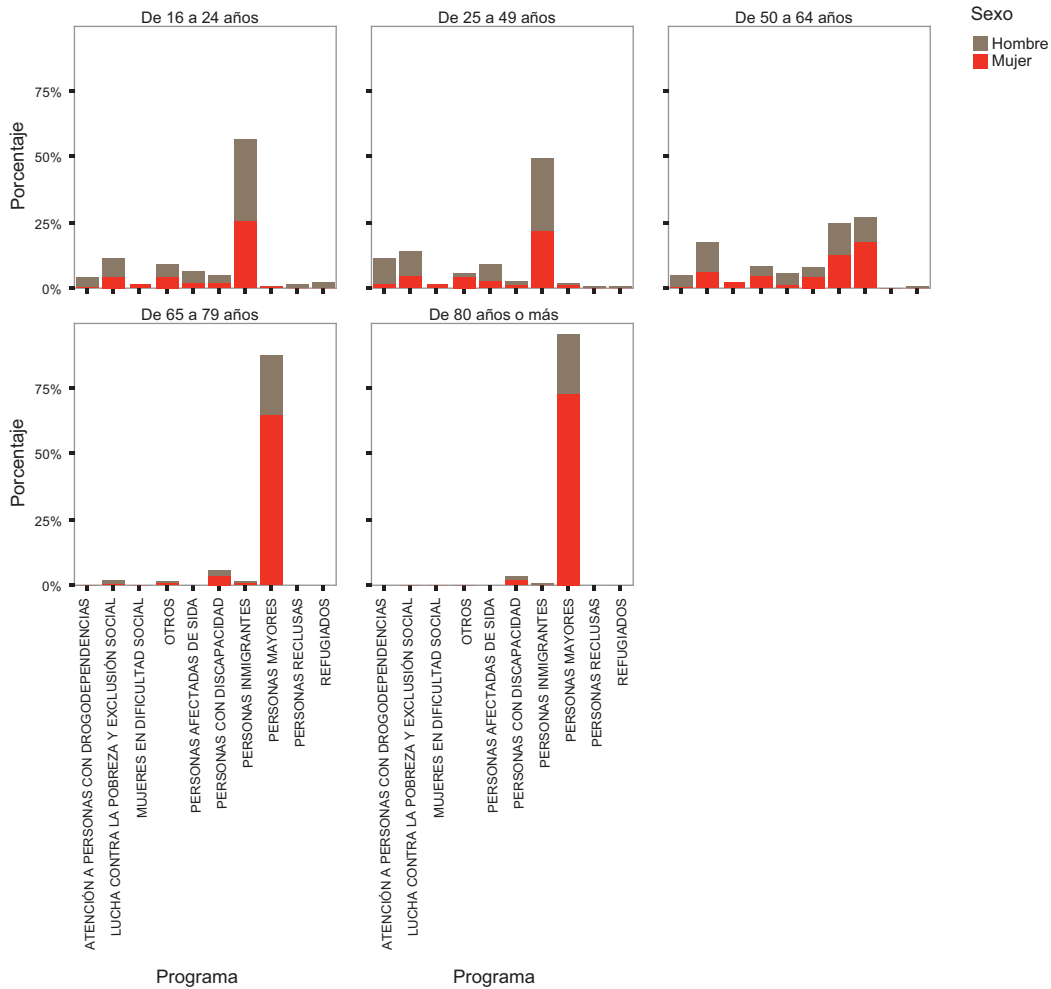 De 16 a 24 años
De 25 a 49 años
De 50 a 64 años
Sexo
Hombre
Mujer
Porcentaje
75%
50%
25%
0%
De 65 a 79 años
De 80 años o más
Porcentaje
75%
50%
25%
0%
ATENCIÓN A PERSONAS CON DROGODEPENDENCIAS
LUCHA CONTRA LA POBREZA Y EXCLUSIÓN SOCIAL
MUJERES EN DIFICULTAD SOCIAL
OTROS
PERSONAS AFECTADAS DE SIDA
PERSONAS CON DISCAPACIDAD
PERSONAS INMIGRANTES
PERSONAS MAYORES
PERSONAS RECLUSAS
REFUGIADOS
ATENCIÓN A PERSONAS CON DROGODEPENDENCIAS
LUCHA CONTRA LA POBREZA Y EXCLUSIÓN SOCIAL
MUJERES EN DIFICULTAD SOCIAL
OTROS
PERSONAS AFECTADAS DE SIDA
PERSONAS CON DISCAPACIDAD
PERSONAS INMIGRANTES
PERSONAS MAYORES
PERSONAS RECLUSAS
REFUGIADOS
Programa
Programa